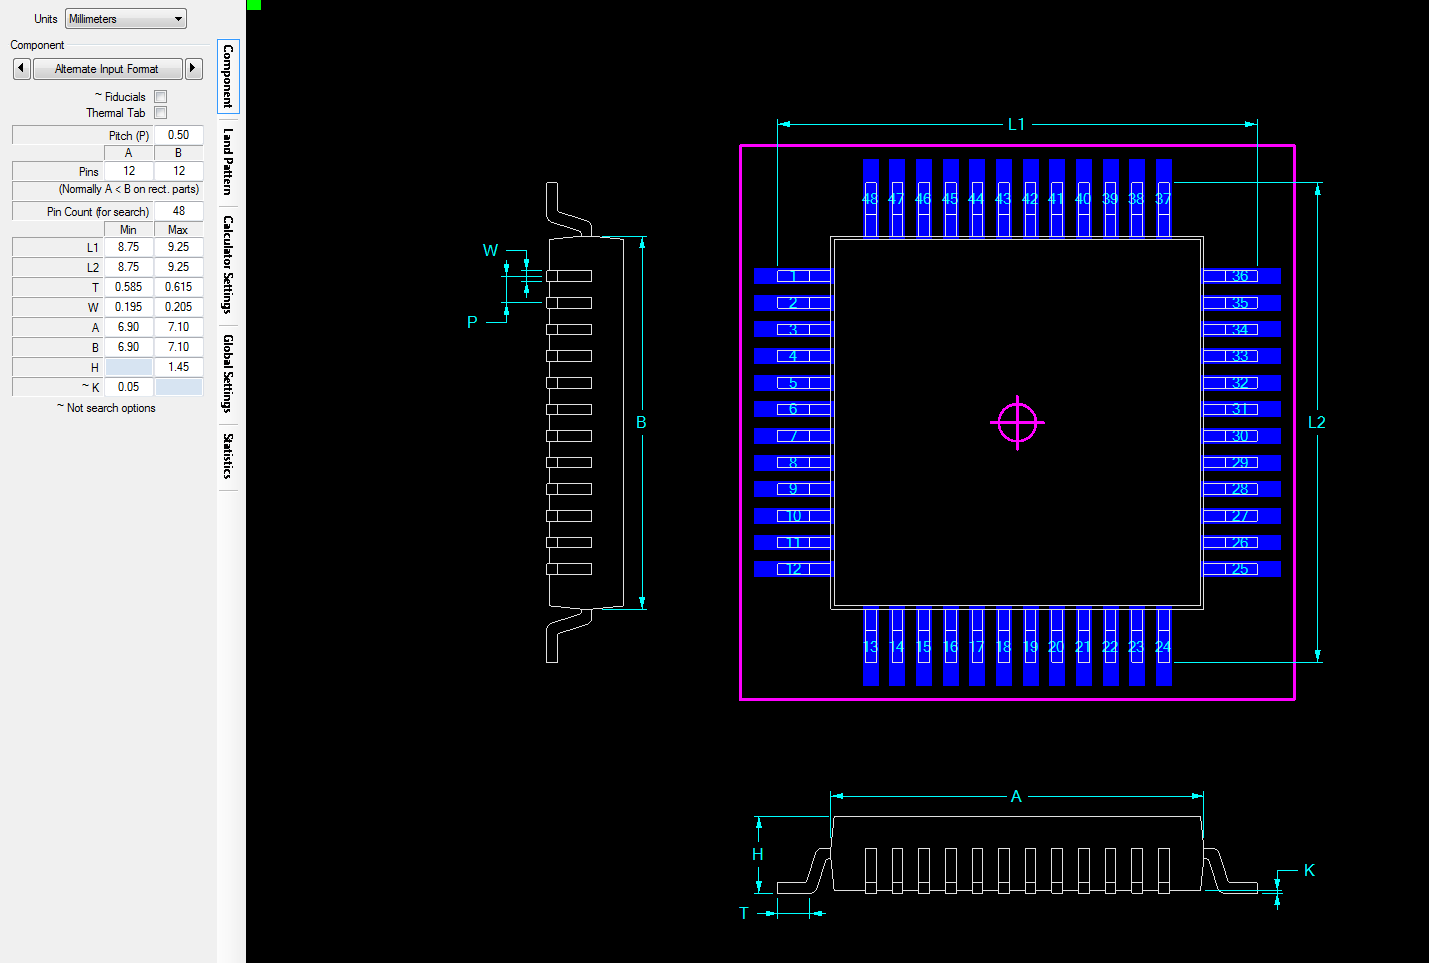 Units Millimeters
Component
Alternate Input Format
~ Fiducials
Thermal Tab
Pitch (P) 0.50
A B
Pins 12 12
(Normally A < B on rect. parts)
Pin Count (for search) 48
Min Max
L1 8.75 9.25
L2 8.75 9.25
T 0.585 0.615
W 0.195 0.205
A 6.90 7.10
B 6.90 7.10
H 1.45
~ K 0.05
~ Not search options
Component
Land Pattern
Calculator Settings
Global Settings
Statistics
W
P
B
L1
48 47 46 45 44 43 42 41 40 39 38 37
1 36
2 35
3 34
4 33
5 32
6 31
7 30
8 29
9 28
10 27
11 26
12 25
13 14 15 16 17 18 19 20 21 22 23 24
L2
A
H
K
T